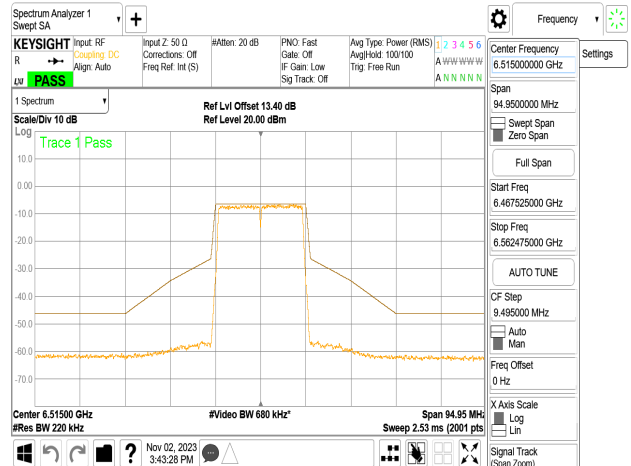 Spectrum Analyzer 1
Swept SA
Frequency
KEYSIGHT
R
LXI PASS
Input: RF
Coupling: DC
Align: Auto
Input Z: 50 Ω
Corrections: Off
Freq Ref: Int (S)
#Atten: 20 dB
PNO: Fast
Gate: Off
IF Gain: Low
Sig Track: Off
Avg Type: Power (RMS)
Avg|Hold: 100/100
Trig: Free Run
1 2 3 4 5 6
A W W W W W
A N N N N N
1 Spectrum
Scale/Div 10 dB
Ref Lvl Offset 13.40 dB
Ref Level 20.00 dBm
Log
Trace 1 Pass
10.0
0.00
-10.0
-20.0
-30.0
-40.0
-50.0
-60.0
-70.0
Center 6.51500 GHz
#Res BW 220 kHz
#Video BW 680 kHz*
Span 94.95 MHz
Sweep 2.53 ms (2001 pts
Nov 02, 2023
3:43:28 PM
Center Frequency
6.515000000 GHz
Settings
Span
94.9500000 MHz
Swept Span
Zero Span
Full Span
Start Freq
6.467525000 GHz
Stop Freq
6.562475000 GHz
AUTO TUNE
CF Step
9.495000 MHz
Auto
Man
Freq Offset
0 Hz
X Axis Scale
Log
Lin
Signal Track
(Span Zoom)